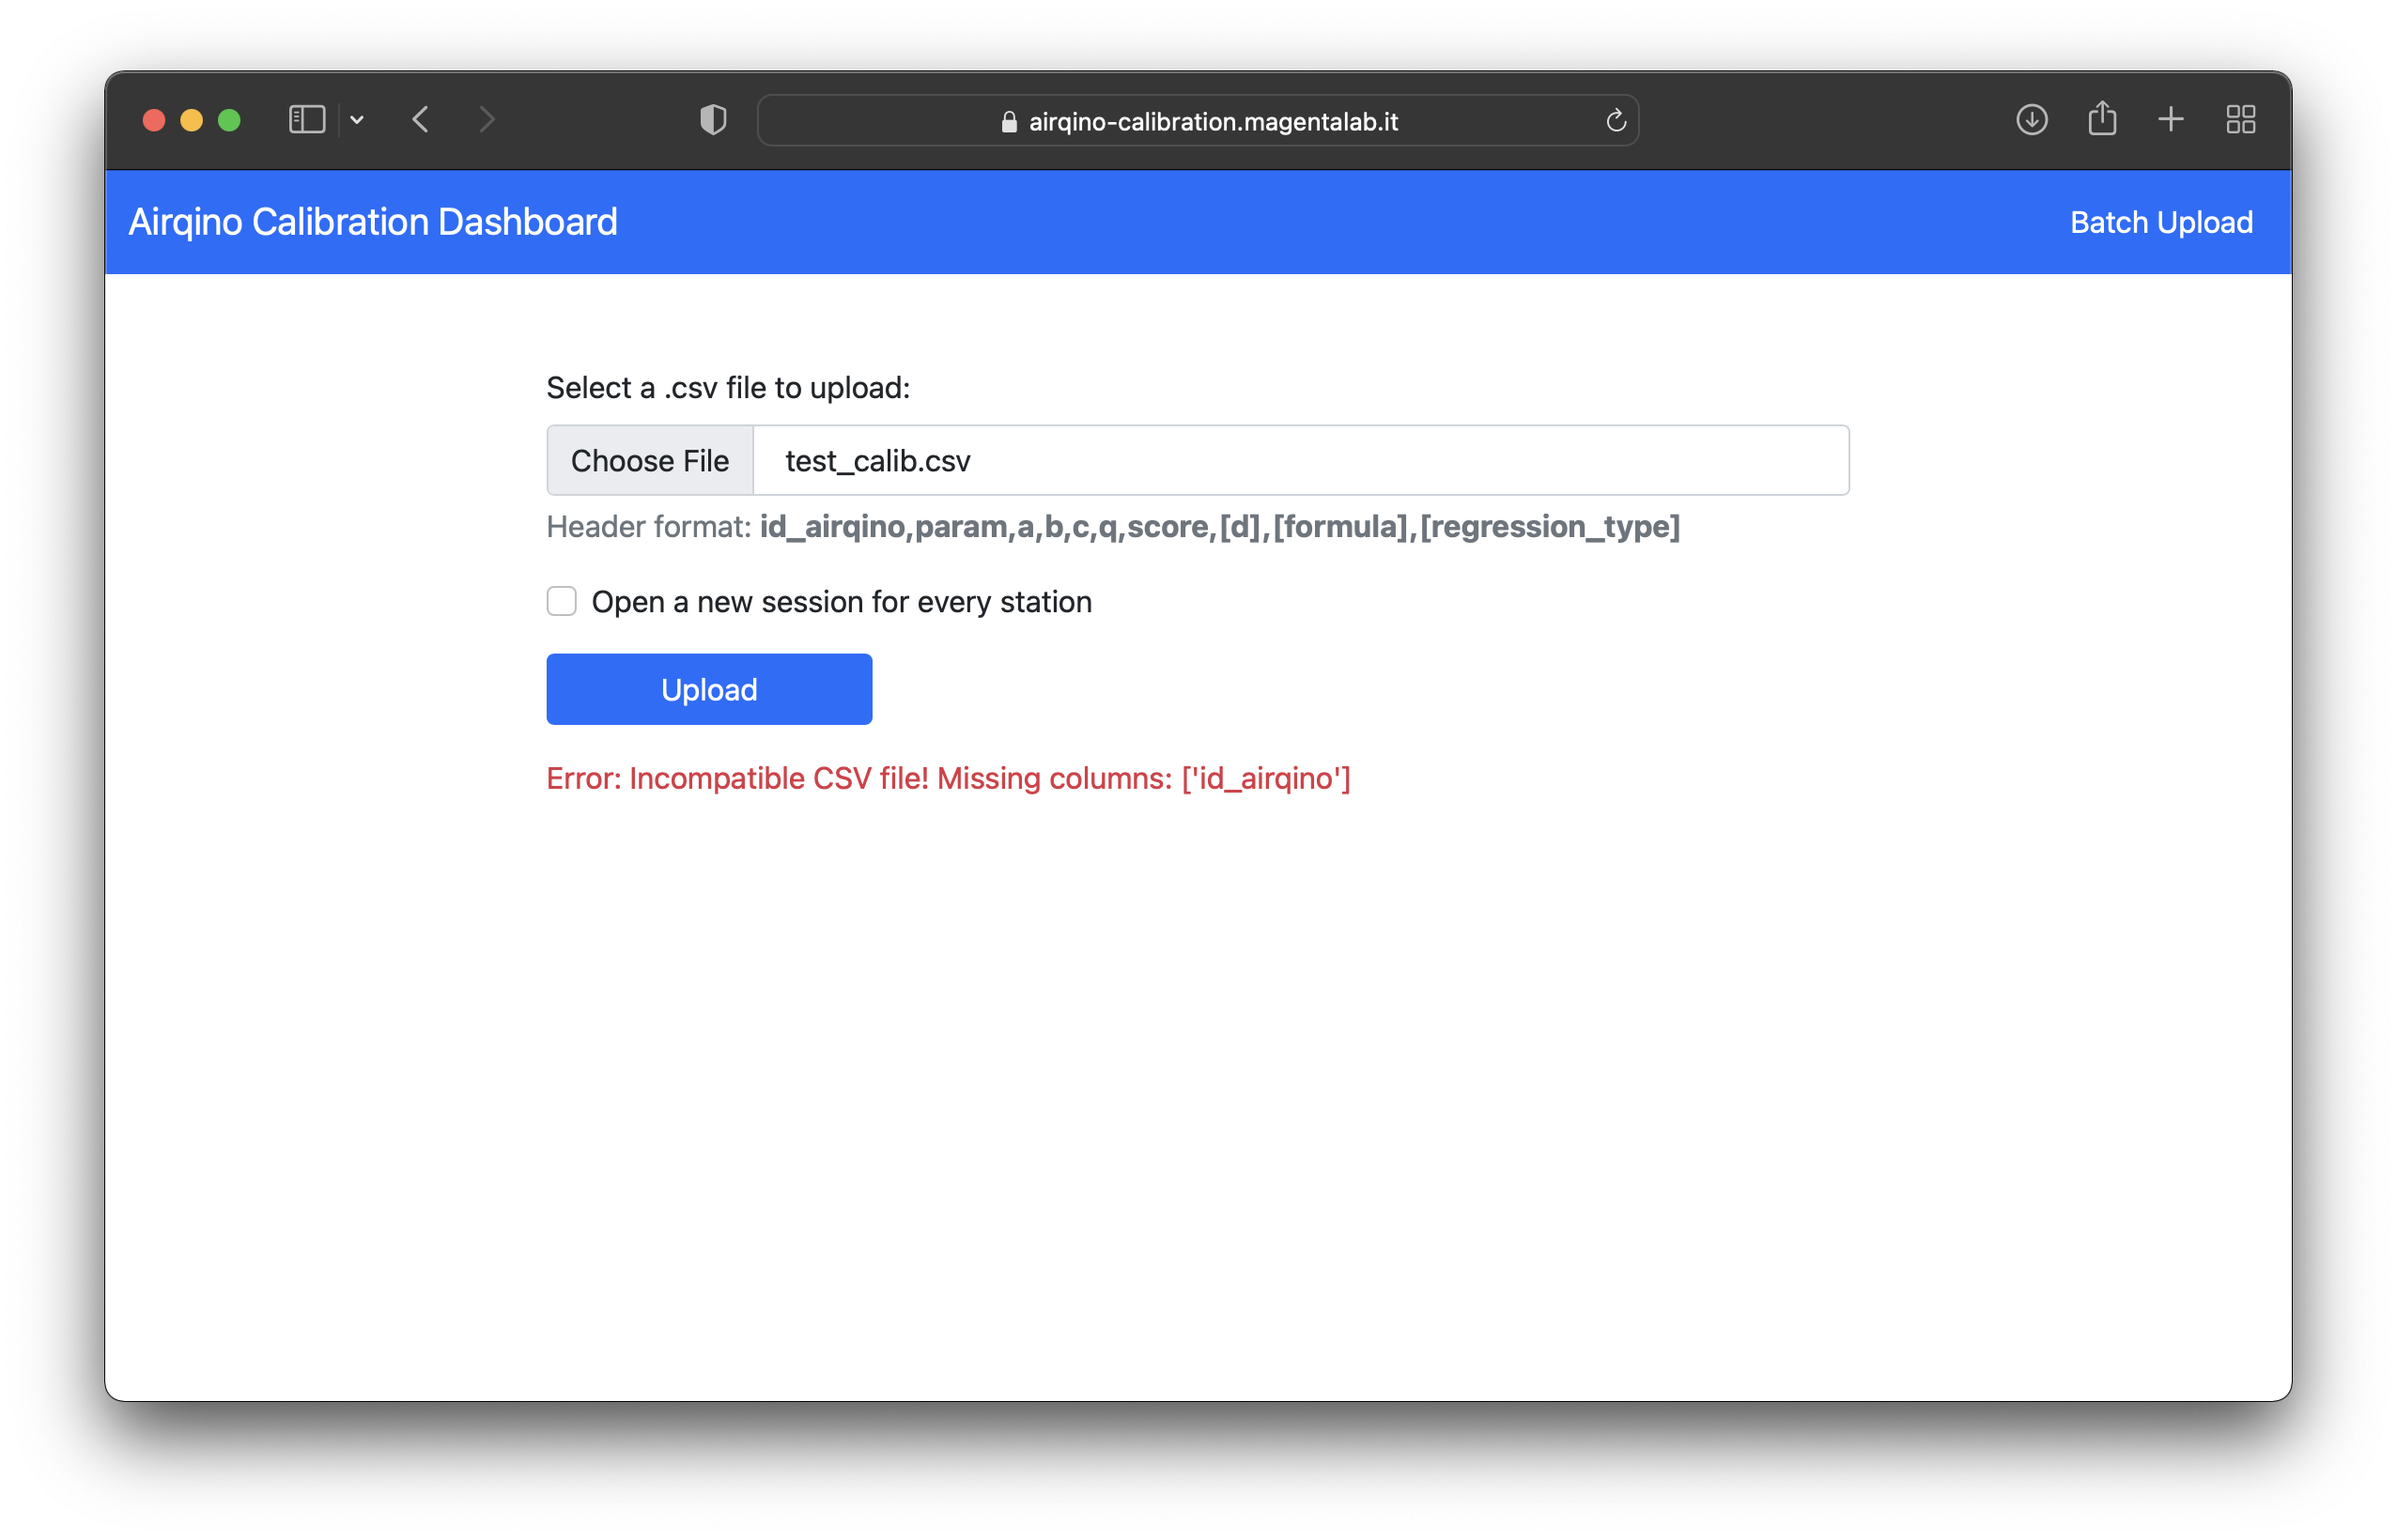 airqino-calibration.magentalab.it
Airqino Calibration Dashboard
Batch Upload
Select a .csv file to upload:
Choose File test_calib.csv
Header format: id_airqino,param,a,b,c,q,score,[d],[formula],[regression_type]
Open a new session for every station
Upload
Error: Incompatible CSV file! Missing columns: ['id_airqino']